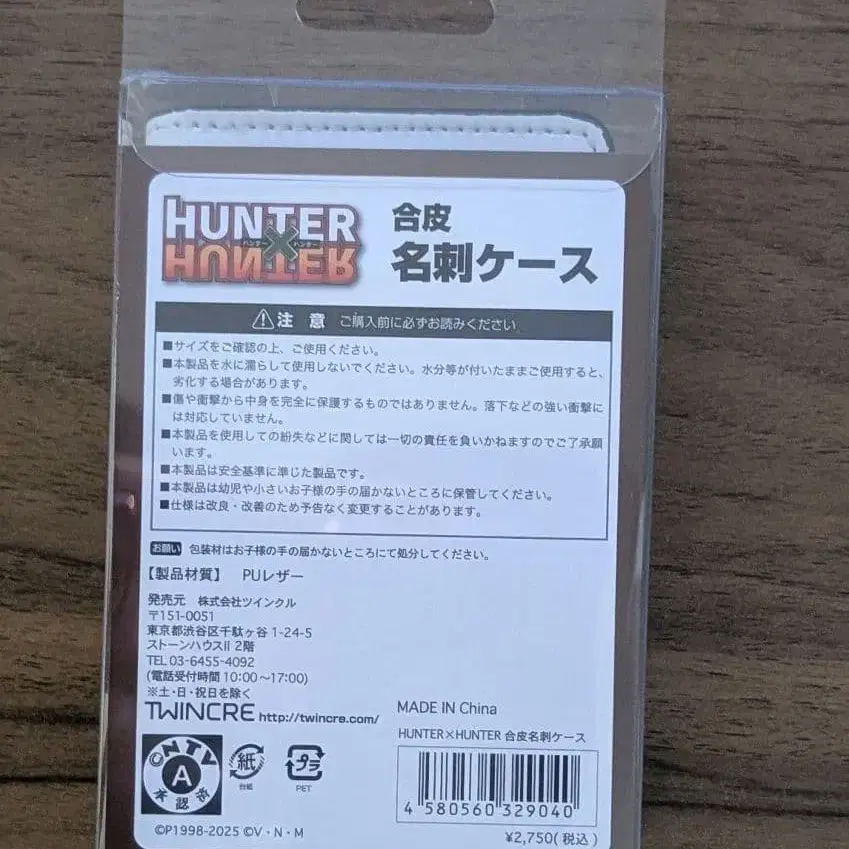 HUNTER
ハンター×ハンター
HUNTER
合皮
名刺ケース
注 意 ご購入前に必ずお読みください
■サイズをご確認の上、ご使用ください。
■本製品を水に濡らして使用しないでください。水分等が付いたままご使用すると、
劣化する場合があります。
■傷や衝撃から中身を完全に保護するものではありません。落下などの強い衝撃に
は対応していません。
■本製品を使用しての紛失などに関しては一切の責任を負いかねますのでご了承願
います。
■本製品は安全基準に準じた製品です。
■本製品は幼児や小さいお子様の手の届かないところに保管してください。
■仕様は改良・改善のため予告なく変更することがあります。
お願い 包装材はお子様の手の届かないところにて処分してください。
【製品材質】 PUレザー
発売元 株式会社ツインクル
〒151-0051
東京都渋谷区千駄ヶ谷 1-24-5
ストーンハウスII 2階
TEL 03-6455-4092
(電話受付時間 10:00〜17:00)
※土・日・祝日を除く
TWINCRE http://twincre.com/
MADE IN China
HUNTER×HUNTER 合皮名刺ケース
NTV
A
承認済
紙
台紙
プラ
PET
4 580560 329040
©P1998-2025 ©V・N・M
¥2,750(税込)